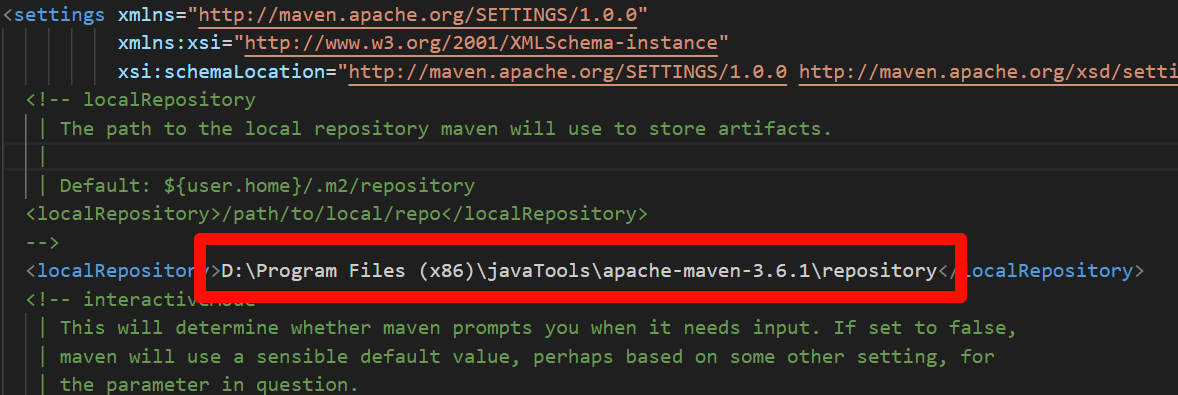 <settings xmlns="http://maven.apache.org/SETTINGS/1.0.0"
xmlns:xsi="http://www.w3.org/2001/XMLSchema-instance"
xsi:schemaLocation="http://maven.apache.org/SETTINGS/1.0.0 http://maven.apache.org/xsd/setti
<!-- localRepository
| The path to the local repository maven will use to store artifacts.
|
| Default: ${user.home}/.m2/repository
<localRepository>/path/to/local/repo</localRepository>
-->
<localRepository>D:\Program Files (x86)\javaTools\apache-maven-3.6.1\repository</localRepository>
<!-- interactiveMode
| This will determine whether maven prompts you when it needs input. If set to false,
| maven will use a sensible default value, perhaps based on some other setting, for
| the parameter in question.